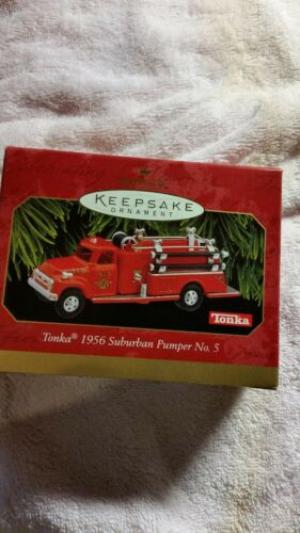 KEEPSAKE
ORNAMENT
Tonka
Tonka® 1956 Suburban Pumper No. 5